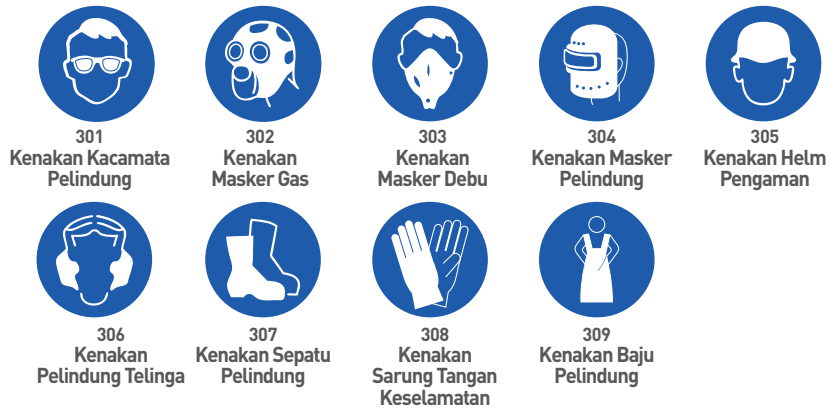 301
Kenakan Kacamata
Pelindung
302
Kenakan
Masker Gas
303
Kenakan
Masker Debu
304
Kenakan Masker
Pelindung
305
Kenakan Helm
Pengaman
306
Kenakan
Pelindung Telinga
307
Kenakan Sepatu
Pelindung
308
Kenakan
Sarung Tangan
Keselamatan
309
Kenakan Baju
Pelindung